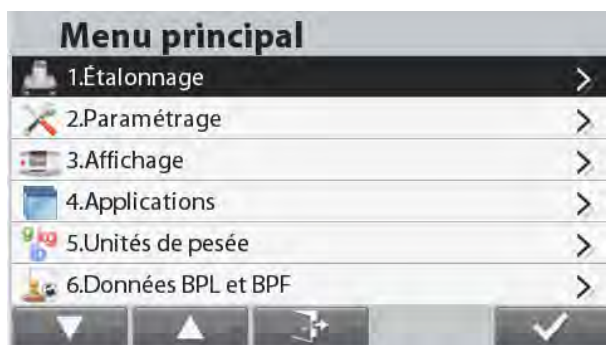 Menu principal
1.Étalonnage
2.Paramétrage
3.Affichage
4.Applications
5.Unités de pesée
6.Données BPL et BPF